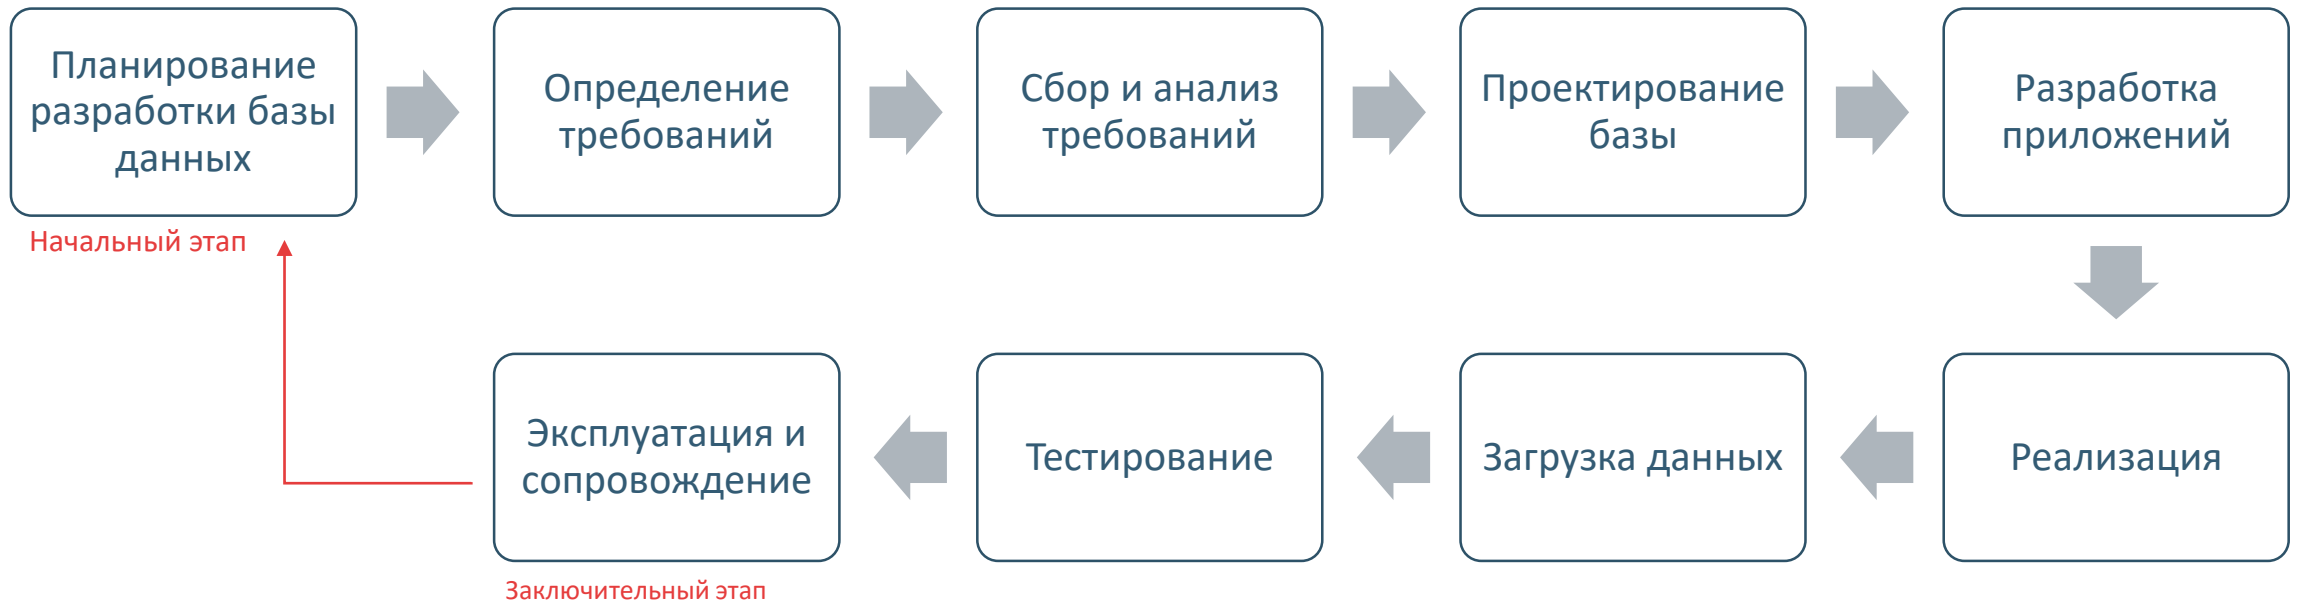 Планирование
разработки базы
данных
Определение
требований
Сбор и анализ
требований
Проектирование
базы
Разработка
приложений
Начальный этап
Эксплуатация и
сопровождение
Тестирование
Загрузка данных
Реализация
Заключительный этап